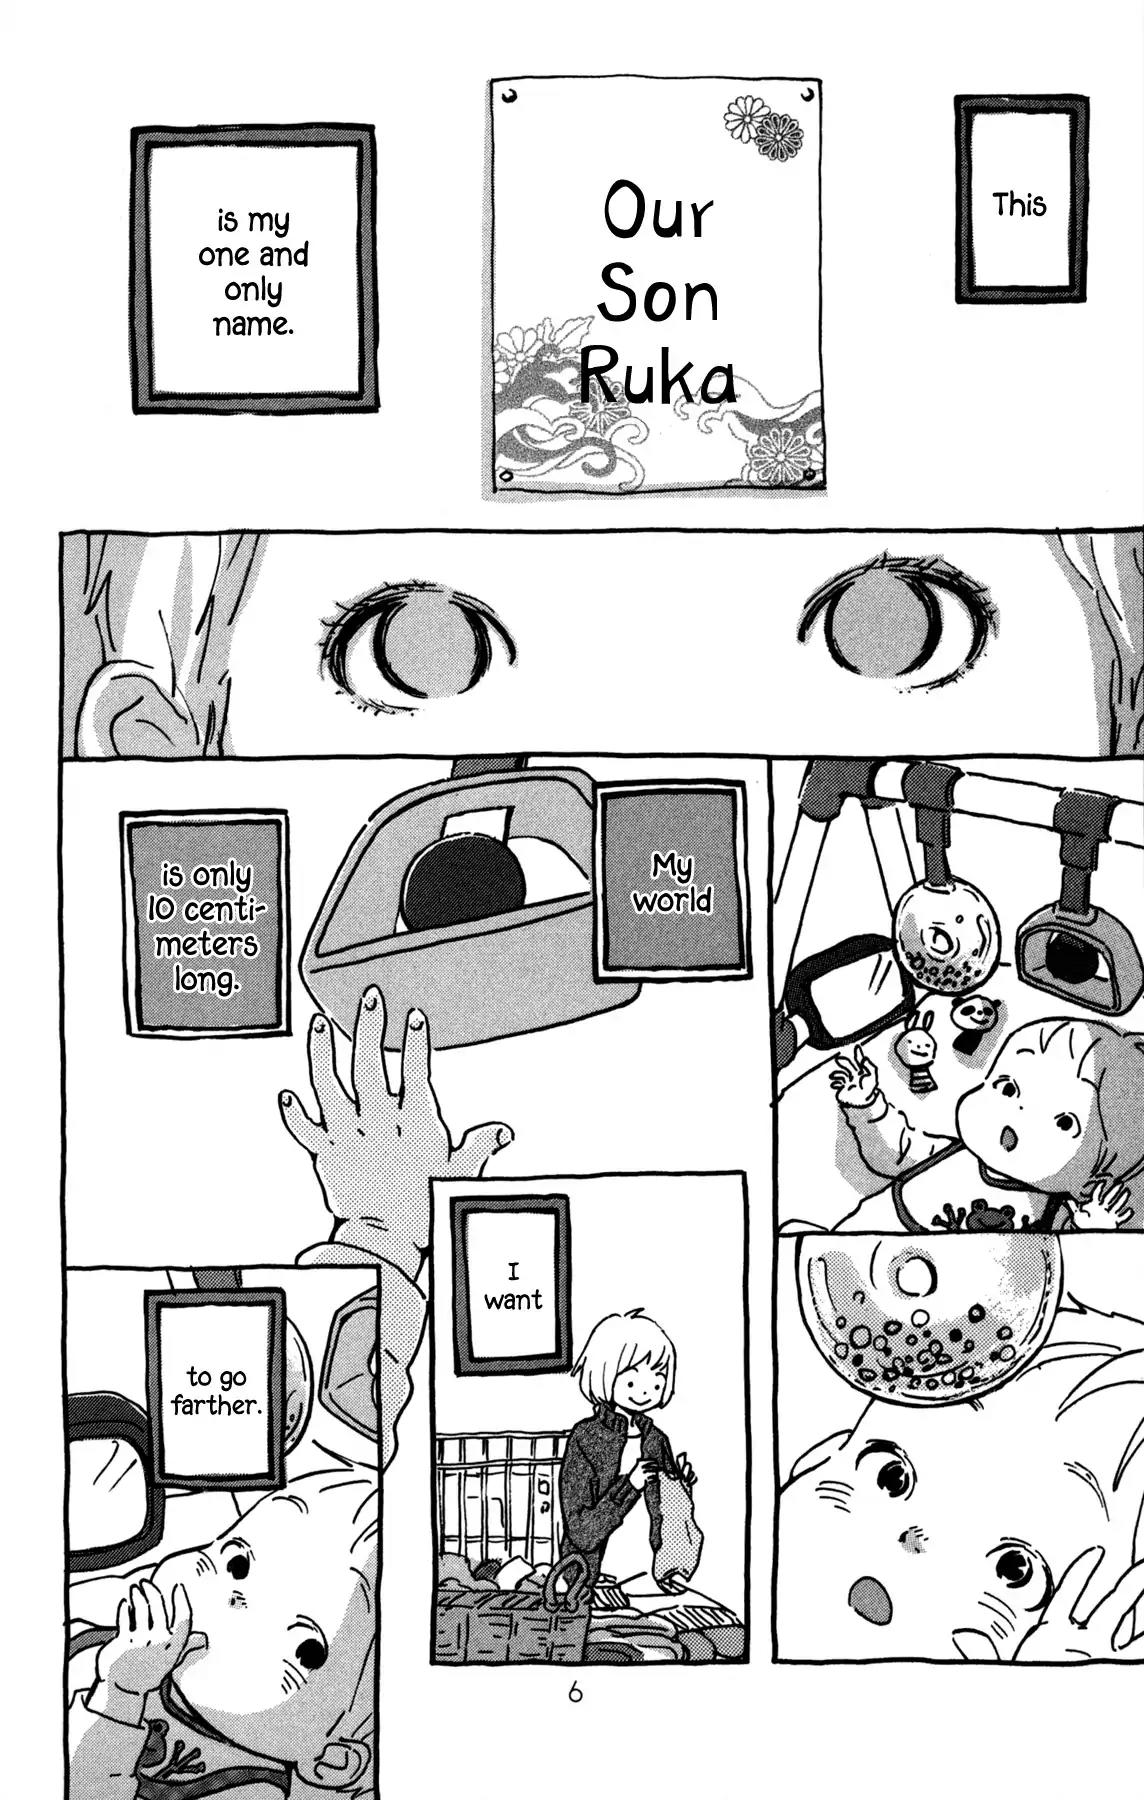 This
Our
Son
Ruka
is my
one and
only
name.
My
world
is only
10 centi-
meters
long.
I
want
to go
farther.
6